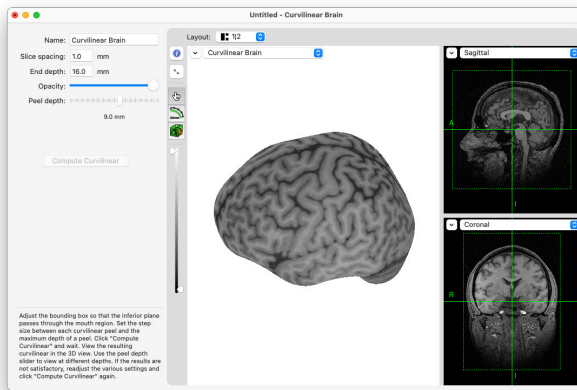 Untitled - Curvilinear Brain
Name: Curvilinear Brain
Slice spacing: 1.0 mm
End depth: 16.0 mm
Opacity:
Peel depth:
9.0 mm
Compute Curvilinear
Adjust the bounding box so that the inferior plane
passes through the mouth region. Set the step
size between each curvilinear peel and the
maximum depth of a peel. Click "Compute
Curvilinear" and wait. View the resulting
curvilinear in the 3D view. Use the peel depth
slider to view at different depths. If the results are
not satisfactory, readjust the various settings and
click "Compute Curvilinear" again.
Layout: 1|2
Curvilinear Brain
Sagittal
A
I
Coronal
R
I